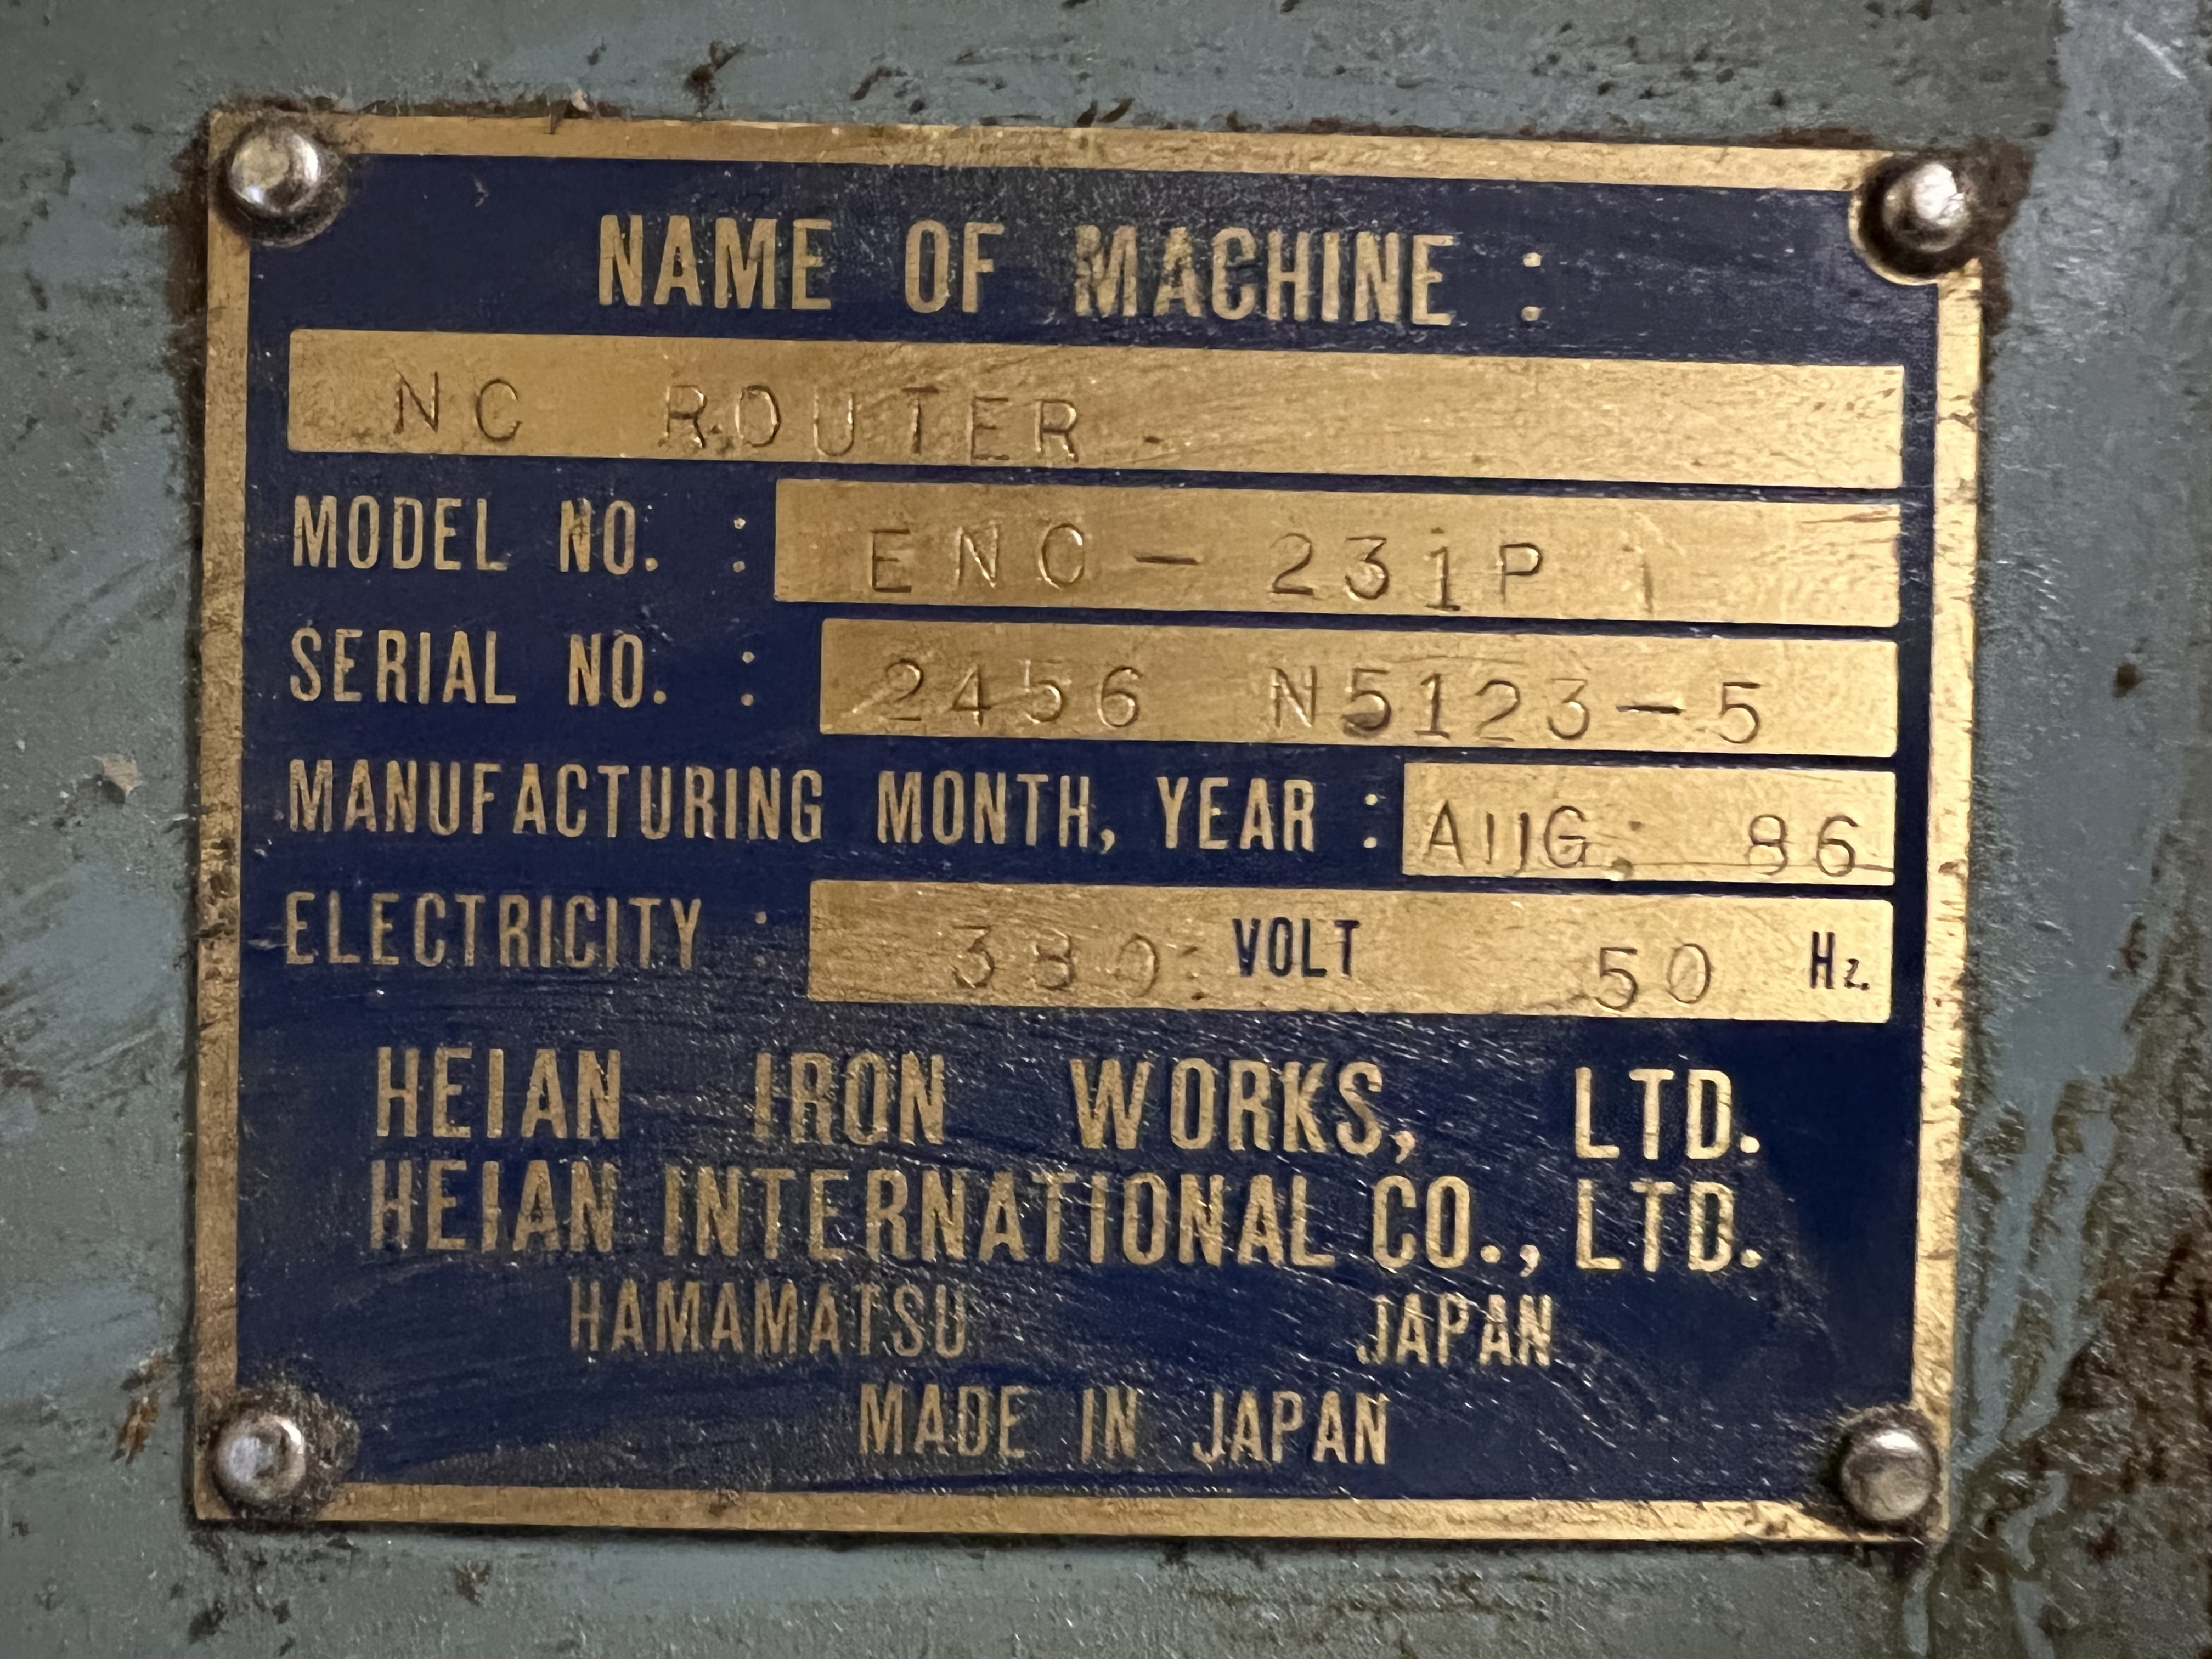 NAME OF MACHINE :
NC ROUTER.
MODEL NO. : ENC-231P
SERIAL NO. : 2456 N5123-5
MANUFACTURING MONTH, YEAR : AUG. 86
ELECTRICITY : 380 VOLT 50 Hz.
HEIAN IRON WORKS, LTD.
HEIAN INTERNATIONAL CO., LTD.
HAMAMATSU JAPAN
MADE IN JAPAN